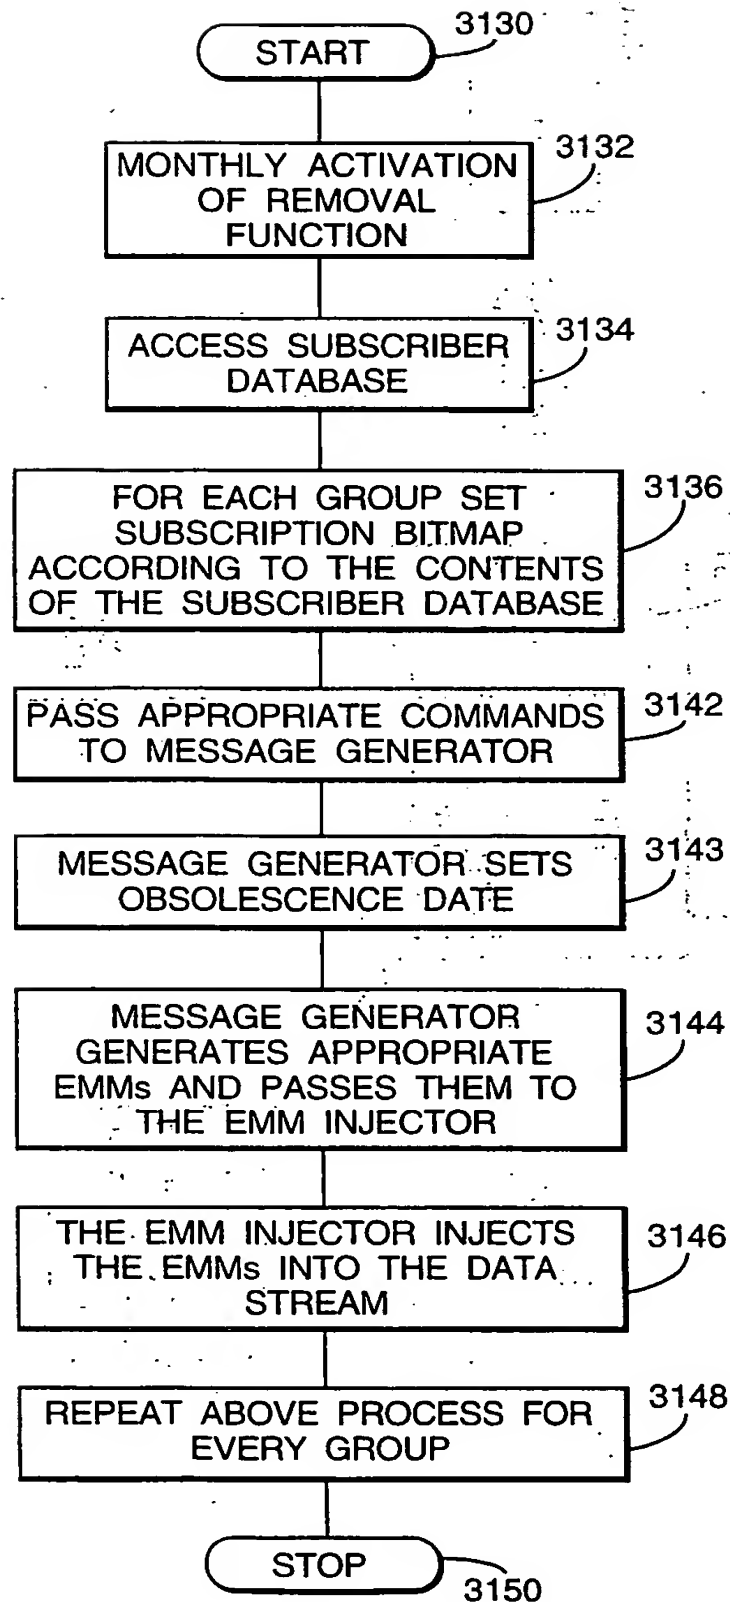 START
3130
MONTHLY ACTIVATION
OF REMOVAL
FUNCTION
3132
ACCESS SUBSCRIBER
DATABASE
3134
FOR EACH GROUP SET
SUBSCRIPTION BITMAP
ACCORDING TO THE CONTENTS
OF THE SUBSCRIBER DATABASE
3136
PASS APPROPRIATE COMMANDS
TO MESSAGE GENERATOR
3142
MESSAGE GENERATOR SETS
OBSOLESCENCE DATE
3143
MESSAGE GENERATOR
GENERATES APPROPRIATE
EMMs AND PASSES THEM TO
THE EMM INJECTOR
3144
THE EMM INJECTOR INJECTS
THE EMMs INTO THE DATA
STREAM
3146
REPEAT ABOVE PROCESS FOR
EVERY GROUP
3148
STOP
3150